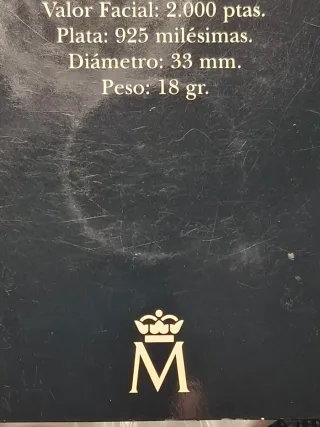 Valor Facial: 2.000 ptas.
Plata: 925 milésimas.
Diámetro: 33 mm.
Peso: 18 gr.
M